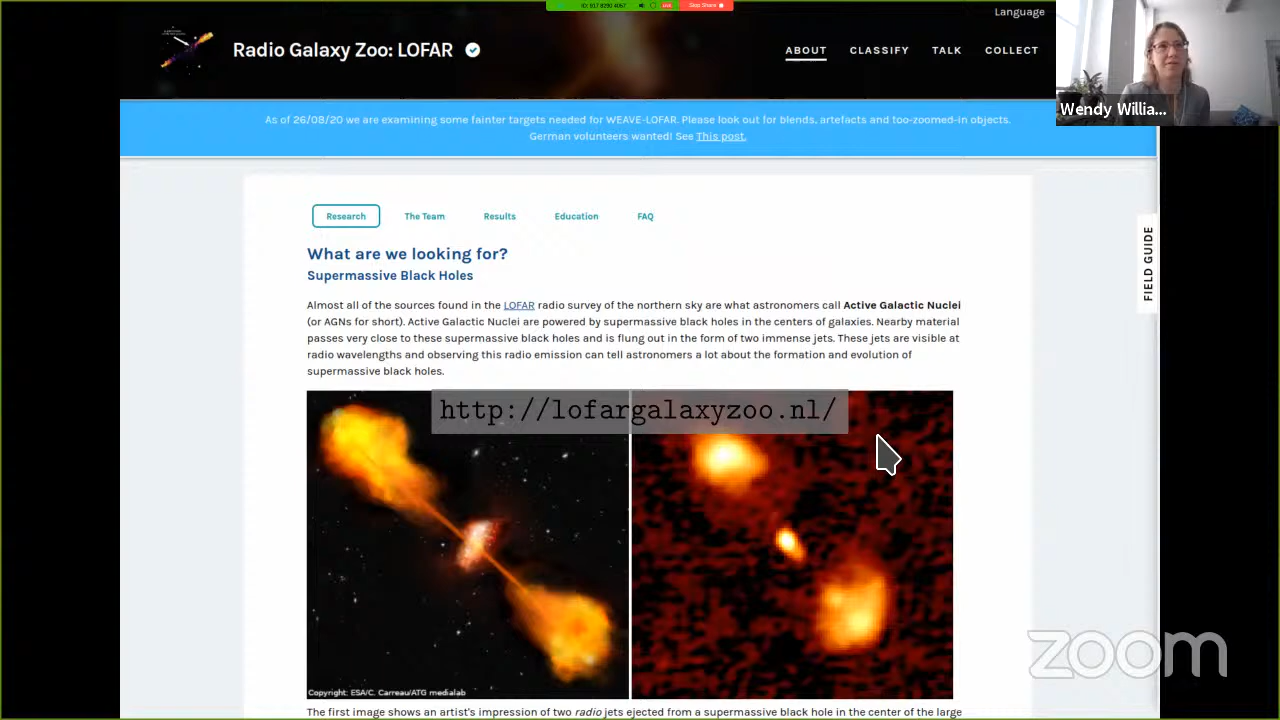 ID: 917 8290 4057
LIVE
Stop Share
Language
Radio Galaxy Zoo: LOFAR
ABOUT
CLASSIFY
TALK
COLLECT
Wendy Willia...
As of 26/08/20 we are examining some fainter targets needed for WEAVE-LOFAR. Please look out for blends, artefacts and too-zoomed-in objects.
German volunteers wanted! See This post.
Research
The Team
Results
Education
FAQ
FIELD GUIDE
What are we looking for?
Supermassive Black Holes
Almost all of the sources found in the LOFAR radio survey of the northern sky are what astronomers call Active Galactic Nuclei
(or AGNs for short). Active Galactic Nuclei are powered by supermassive black holes in the centers of galaxies. Nearby material
passes very close to these supermassive black holes and is flung out in the form of two immense jets. These jets are visible at
radio wavelengths and observing this radio emission can tell astronomers a lot about the formation and evolution of
supermassive black holes.
http://lofargalaxyzoo.nl/
Copyright: ESA/C. Carreau/ATG medialab
zoom
The first image shows an artist's impression of two radio jets ejected from a supermassive black hole in the center of the large